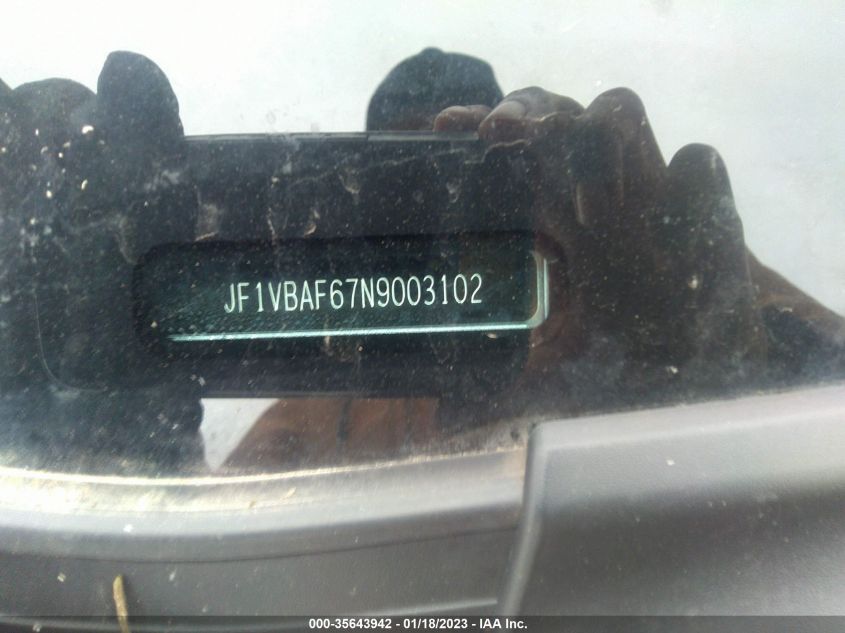 JF1VBAF67N9003102
000-35643942 - 01/18/2023 - IAA Inc.